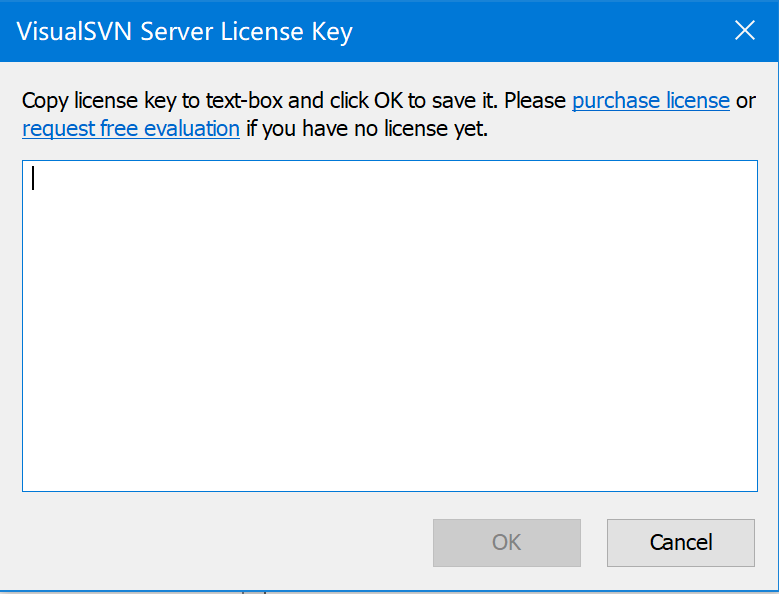 VisualSVN Server License Key
Copy license key to text-box and click OK to save it. Please purchase license or
request free evaluation if you have no license yet.
OK
Cancel